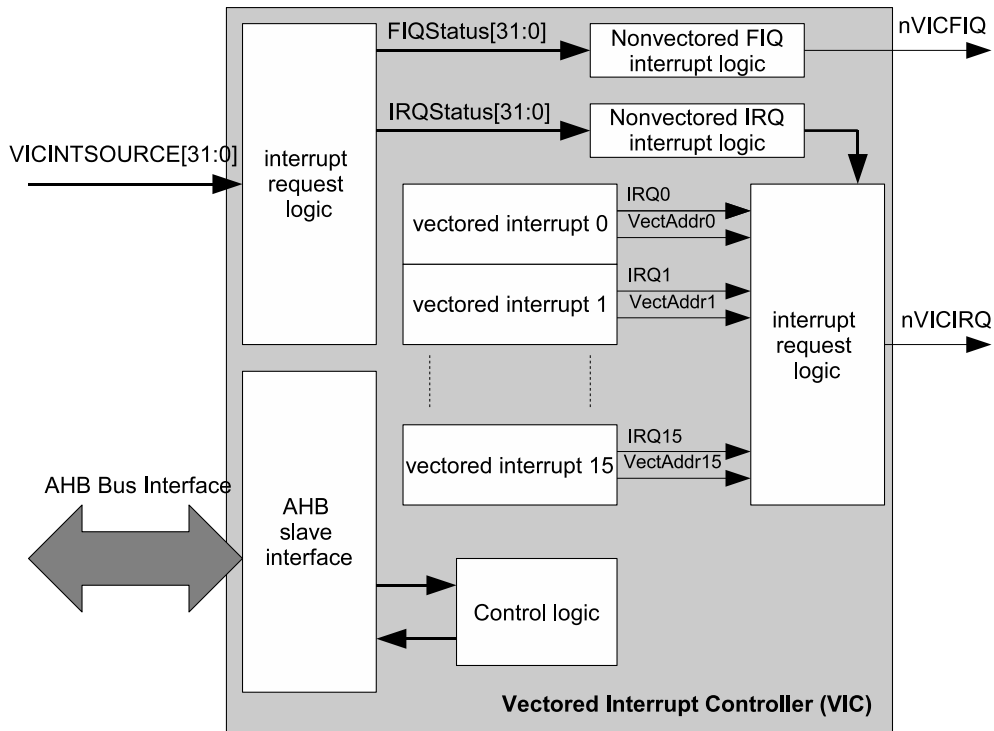 FIQStatus[31:0]
Nonvectored FIQ
interrupt logic
nVICFIQ
IRQStatus[31:0]
Nonvectored IRQ
interrupt logic
VICINTSOURCE[31:0]
interrupt
request
logic
vectored interrupt 0
IRQ0
VectAddr0
vectored interrupt 1
IRQ1
VectAddr1
interrupt
request
logic
nVICIRQ
vectored interrupt 15
IRQ15
VectAddr15
AHB Bus Interface
AHB
slave
interface
Control logic
Vectored Interrupt Controller (VIC)